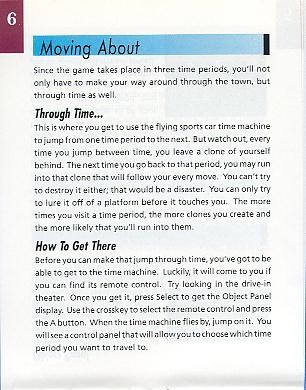 6
Moving About
Since the game takes place in three time periods, you'll not
only have to make your way around through the town, but
through time as well.
Through Time...
This is where you get to use the flying sports car time machine
to jump from one time period to the next. But watch out, every
time you jump between time, you leave a clone of yourself
behind. The next time you go back to that period, you may run
into that clone that will follow your every move. You can't try
to destroy it either; that would be a disaster. You can only try
to lure it off of a platform before it touches you. The more
times you visit a time period, the more clones you create and
the more likely that you'll run into them.
How To Get There
Before you can make that jump through time, you've got to be
able to get to the time machine. Luckily, it will come to you if
you can find its remote control. Try looking in the drive-in
theater. Once you get it, press Select to get the Object Panel
display. Use the crosskey to select the remote control and press
the A button. When the time machine flies by, jump on it. You
will see a control panel that will allow you to choose which time
period you want to travel to.